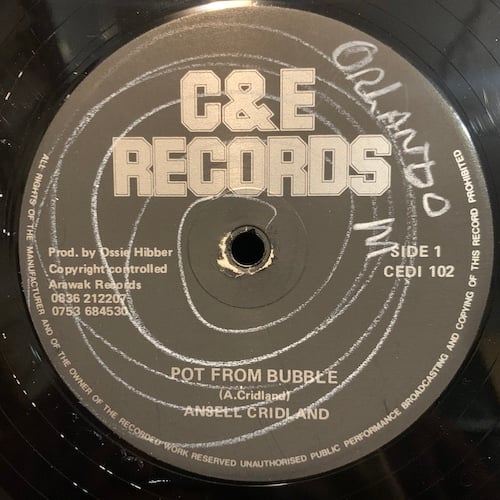 C&E
RECORDS
ORLANDO M
Prod. by Ossie Hibber
Copyright controlled
Arawak Records
0836 212207
0753 684530
SIDE 1
CEDI 102
POT FROM BUBBLE
(A.Cridland)
ANSELL CRIDLAND
ALL RIGHTS OF THE MANUFACTURER AND OF THE OWNER OF THE RECORDED WORK RESERVED UNAUTHORISED PUBLIC PERFORMANCE BROADCASTING AND COPYING OF THIS RECORD PROHIBITED